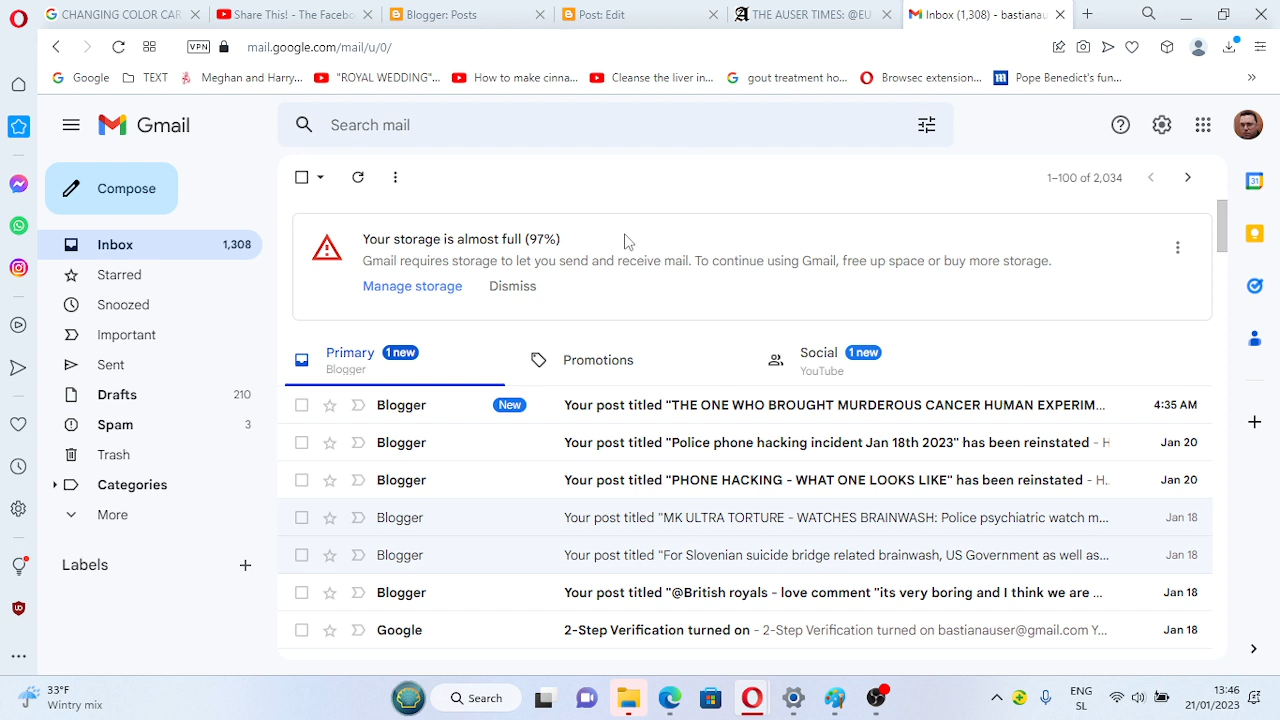 CHANGING COLOR CAR
Share This! - The Facebo
Blogger: Posts
Post: Edit
THE AUSER TIMES: @EU
Inbox (1,308) - bastianau
VPN
mail.google.com/mail/u/0/
Google
TEXT
Meghan and Harry...
"ROYAL WEDDING"...
How to make cinna...
Cleanse the liver in...
gout treatment ho...
Browsec extension...
Pope Benedict's fun...
Gmail
Search mail
Compose
1–100 of 2,034
Inbox 1,308
Starred
Snoozed
Important
Sent
Drafts 210
Spam 3
Trash
Categories
More
Labels
Your storage is almost full (97%)
Gmail requires storage to let you send and receive mail. To continue using Gmail, free up space or buy more storage.
Manage storage Dismiss
Primary 1 new
Blogger
Promotions
Social 1 new
YouTube
Blogger New Your post titled "THE ONE WHO BROUGHT MURDEROUS CANCER HUMAN EXPERIM... 4:35 AM
Blogger Your post titled "Police phone hacking incident Jan 18th 2023" has been reinstated - H Jan 20
Blogger Your post titled "PHONE HACKING - WHAT ONE LOOKS LIKE" has been reinstated - H. Jan 20
Blogger Your post titled "MK ULTRA TORTURE - WATCHES BRAINWASH: Police psychiatric watch m... Jan 18
Blogger Your post titled "For Slovenian suicide bridge related brainwash, US Government as well as... Jan 18
Blogger Your post titled "@British royals - love comment "its very boring and I think we are ... Jan 18
Google 2-Step Verification turned on - 2-Step Verification turned on bastianauser@gmail.com Y... Jan 18
31
33°F
Wintry mix
Search
ENG
SL
13:46
21/01/2023